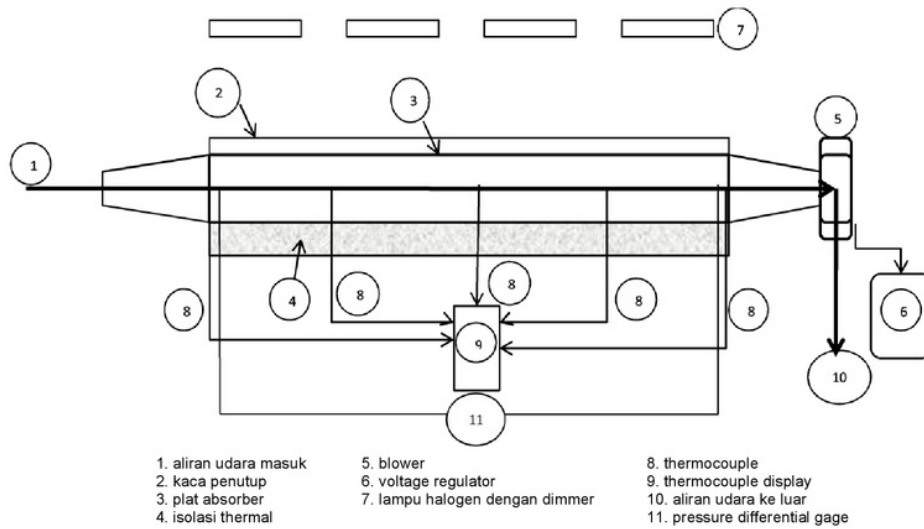 7
2
3
5
1
8
4
8
8
8
8
6
9
10
11
1. aliran udara masuk
2. kaca penutup
3. plat absorber
4. isolasi thermal
5. blower
6. voltage regulator
7. lampu halogen dengan dimmer
8. thermocouple
9. thermocouple display
10. aliran udara ke luar
11. pressure differential gage